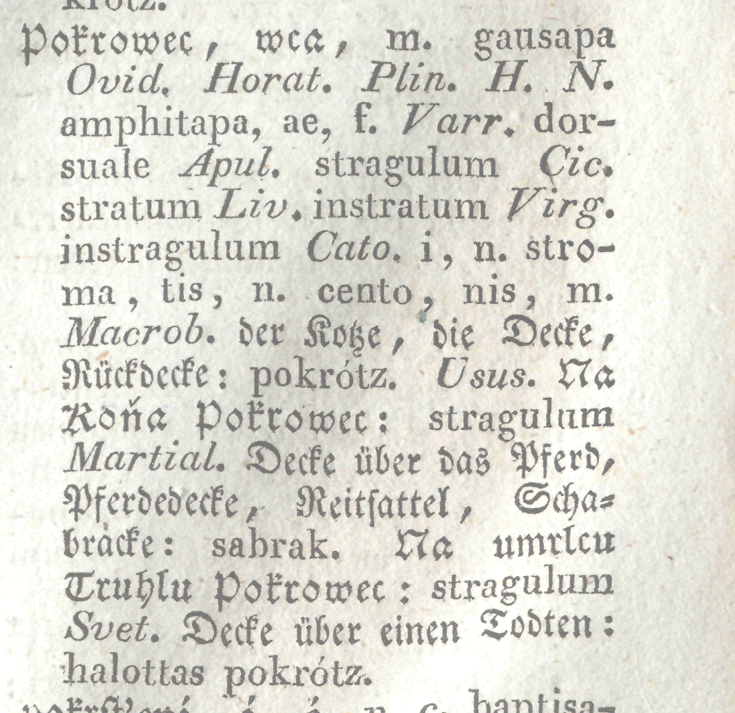 krótz.
Pokrowec, wca, m. gausapa
Ovid. Horat. Plin. H. N.
amphitapa, ae, f. Varr. dor-
suale Apul. stragulum Cic.
stratum Liv. instratum Virg.
instragulum Cato. i, n. stro-
ma, tis, n. cento, nis, m.
Macrob. der Kotze, die Decke,
Rückdecke: pokrótz. Usus. Na
Koňa Pokrowec: stragulum
Martial. Decke über das Pferd,
Pferdedecke, Reitſattel, Scha-
bracke: sabrak. Na umrlcu
Truhlu Pokrowec: stragulum
Svet. Decke über einen Todten:
halottas pokrótz.
á, é, p. c. baptisa-